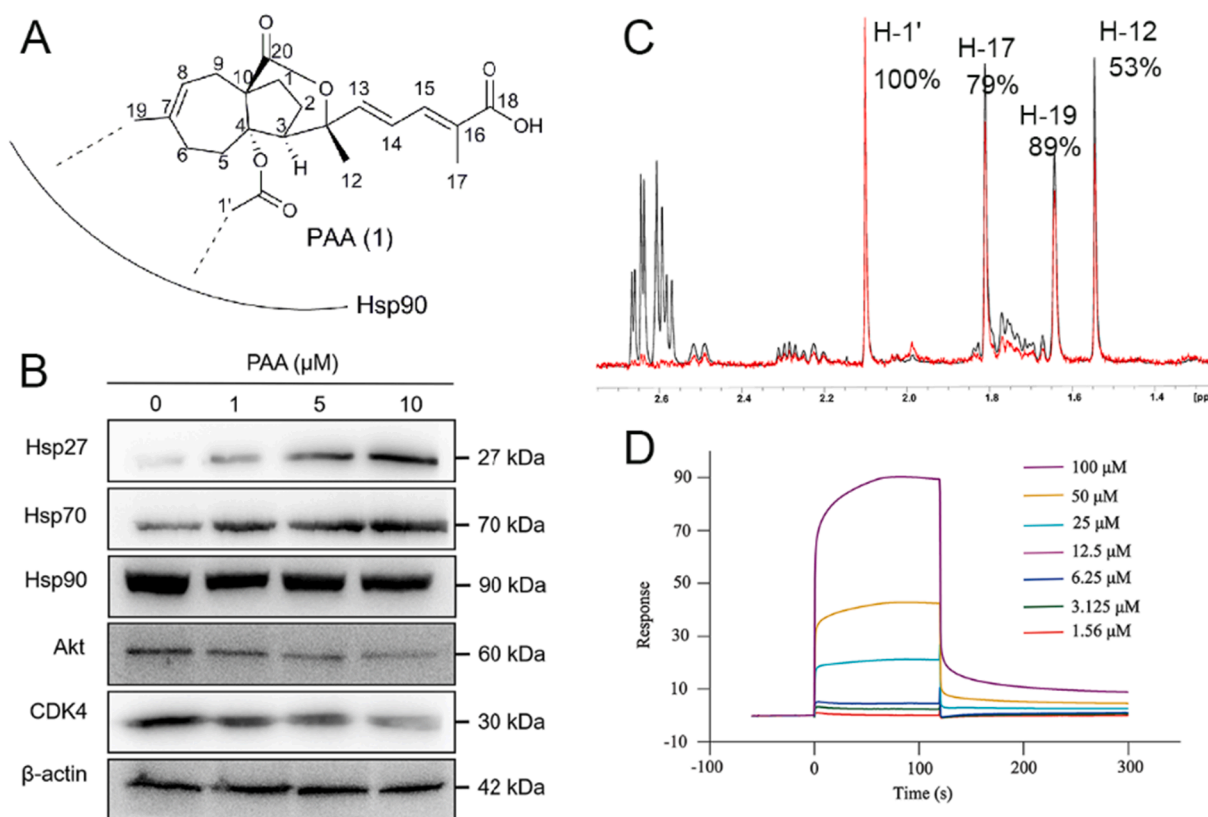 A
O
20
9
10
1
8
O
2
13
15
O
18
OH
7
19
4
3
14
16
6
5
O
H
12
17
1'
O
PAA (1)
Hsp90
B
PAA (μM)
0 1 5 10
Hsp27 27 kDa
Hsp70 70 kDa
Hsp90 90 kDa
Akt 60 kDa
CDK4 30 kDa
β-actin 42 kDa
C
H-1'
100%
H-17
79%
H-19
89%
H-12
53%
2.6 2.4 2.2 2.0 1.8 1.6 1.4
D
Response
90
70
50
30
10
-10
-100 0 100 200 300
Time (s)
100 μM
50 μM
25 μM
12.5 μM
6.25 μM
3.125 μM
1.56 μM